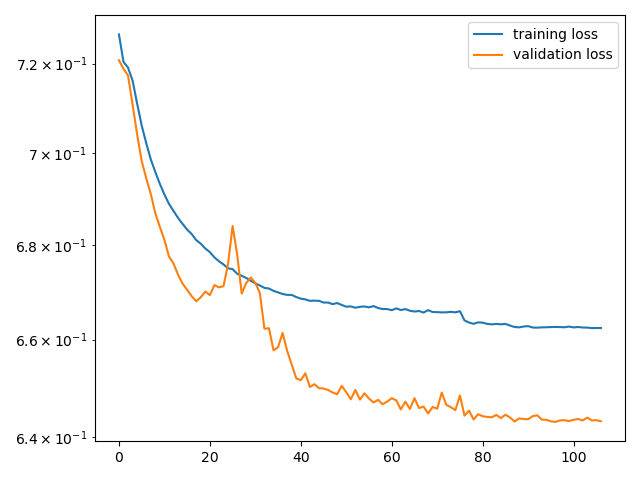 training loss
validation loss
7.2 × 10⁻¹
7 × 10⁻¹
6.8 × 10⁻¹
6.6 × 10⁻¹
6.4 × 10⁻¹
0 20 40 60 80 100